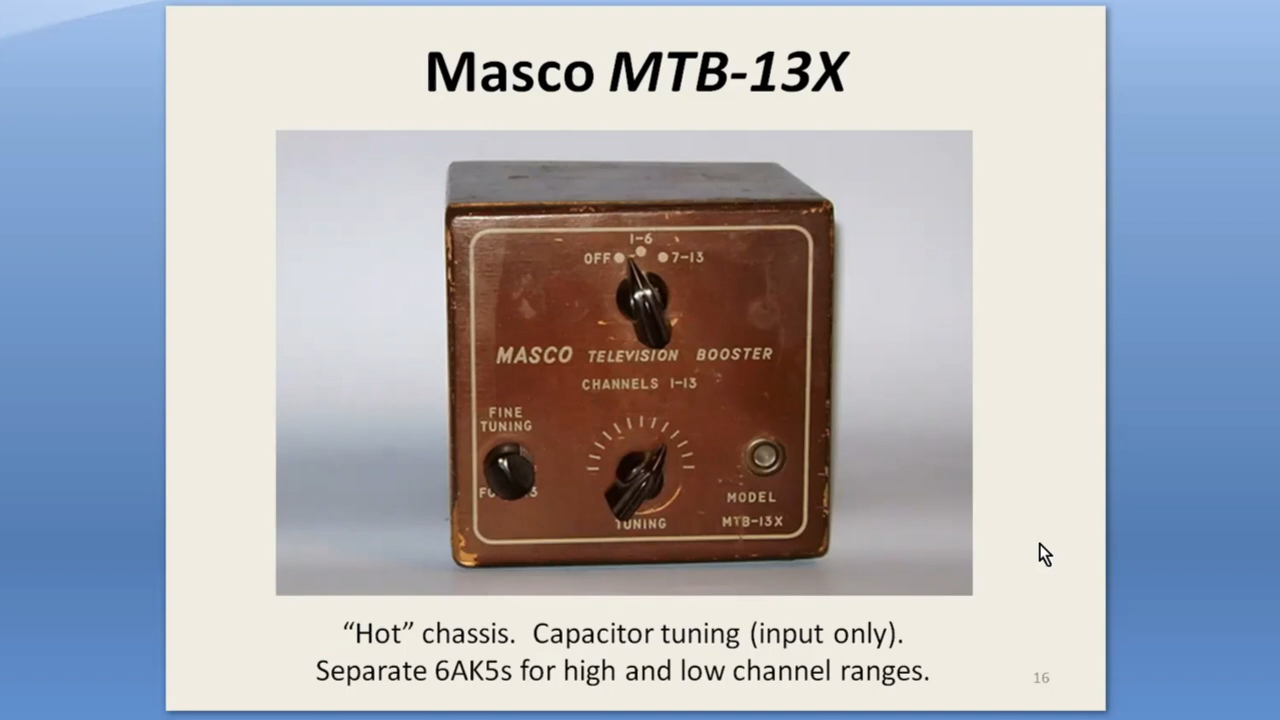 Masco MTB-13X
1-6
OFF 7-13
MASCO TELEVISION BOOSTER
CHANNELS 1-13
FINE
TUNING
MODEL
TUNING MTB-13X
“Hot” chassis. Capacitor tuning (input only).
Separate 6AK5s for high and low channel ranges.
16